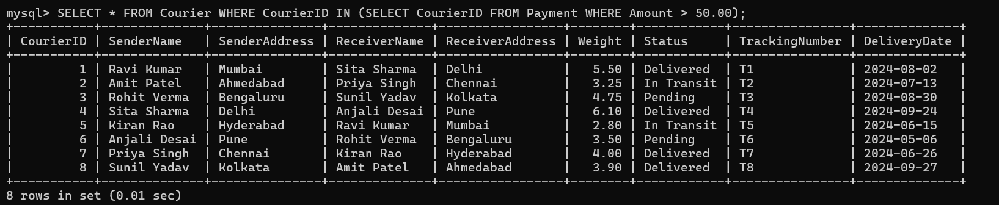 mysql> SELECT * FROM Courier WHERE CourierID IN (SELECT CourierID FROM Payment WHERE Amount > 50.00);
+-----------+--------------+---------------+--------------+-----------------+--------+------------+----------------+--------------+
| CourierID | SenderName   | SenderAddress | ReceiverName | ReceiverAddress | Weight | Status     | TrackingNumber | DeliveryDate |
+-----------+--------------+---------------+--------------+-----------------+--------+------------+----------------+--------------+
|         1 | Ravi Kumar   | Mumbai        | Sita Sharma  | Delhi           |   5.50 | Delivered  | T1             | 2024-08-02   |
|         2 | Amit Patel   | Ahmedabad     | Priya Singh  | Chennai         |   3.25 | In Transit | T2             | 2024-07-13   |
|         3 | Rohit Verma  | Bengaluru     | Sunil Yadav  | Kolkata         |   4.75 | Pending    | T3             | 2024-08-30   |
|         4 | Sita Sharma  | Delhi         | Anjali Desai | Pune            |   6.10 | Delivered  | T4             | 2024-09-24   |
|         5 | Kiran Rao    | Hyderabad     | Ravi Kumar   | Mumbai          |   2.80 | In Transit | T5             | 2024-06-15   |
|         6 | Anjali Desai | Pune          | Rohit Verma  | Bengaluru       |   3.50 | Pending    | T6             | 2024-05-06   |
|         7 | Priya Singh  | Chennai       | Kiran Rao    | Hyderabad       |   4.00 | Delivered  | T7             | 2024-06-26   |
|         8 | Sunil Yadav  | Kolkata       | Amit Patel   | Ahmedabad       |   3.90 | Delivered  | T8             | 2024-09-27   |
+-----------+--------------+---------------+--------------+-----------------+--------+------------+----------------+--------------+
8 rows in set (0.01 sec)